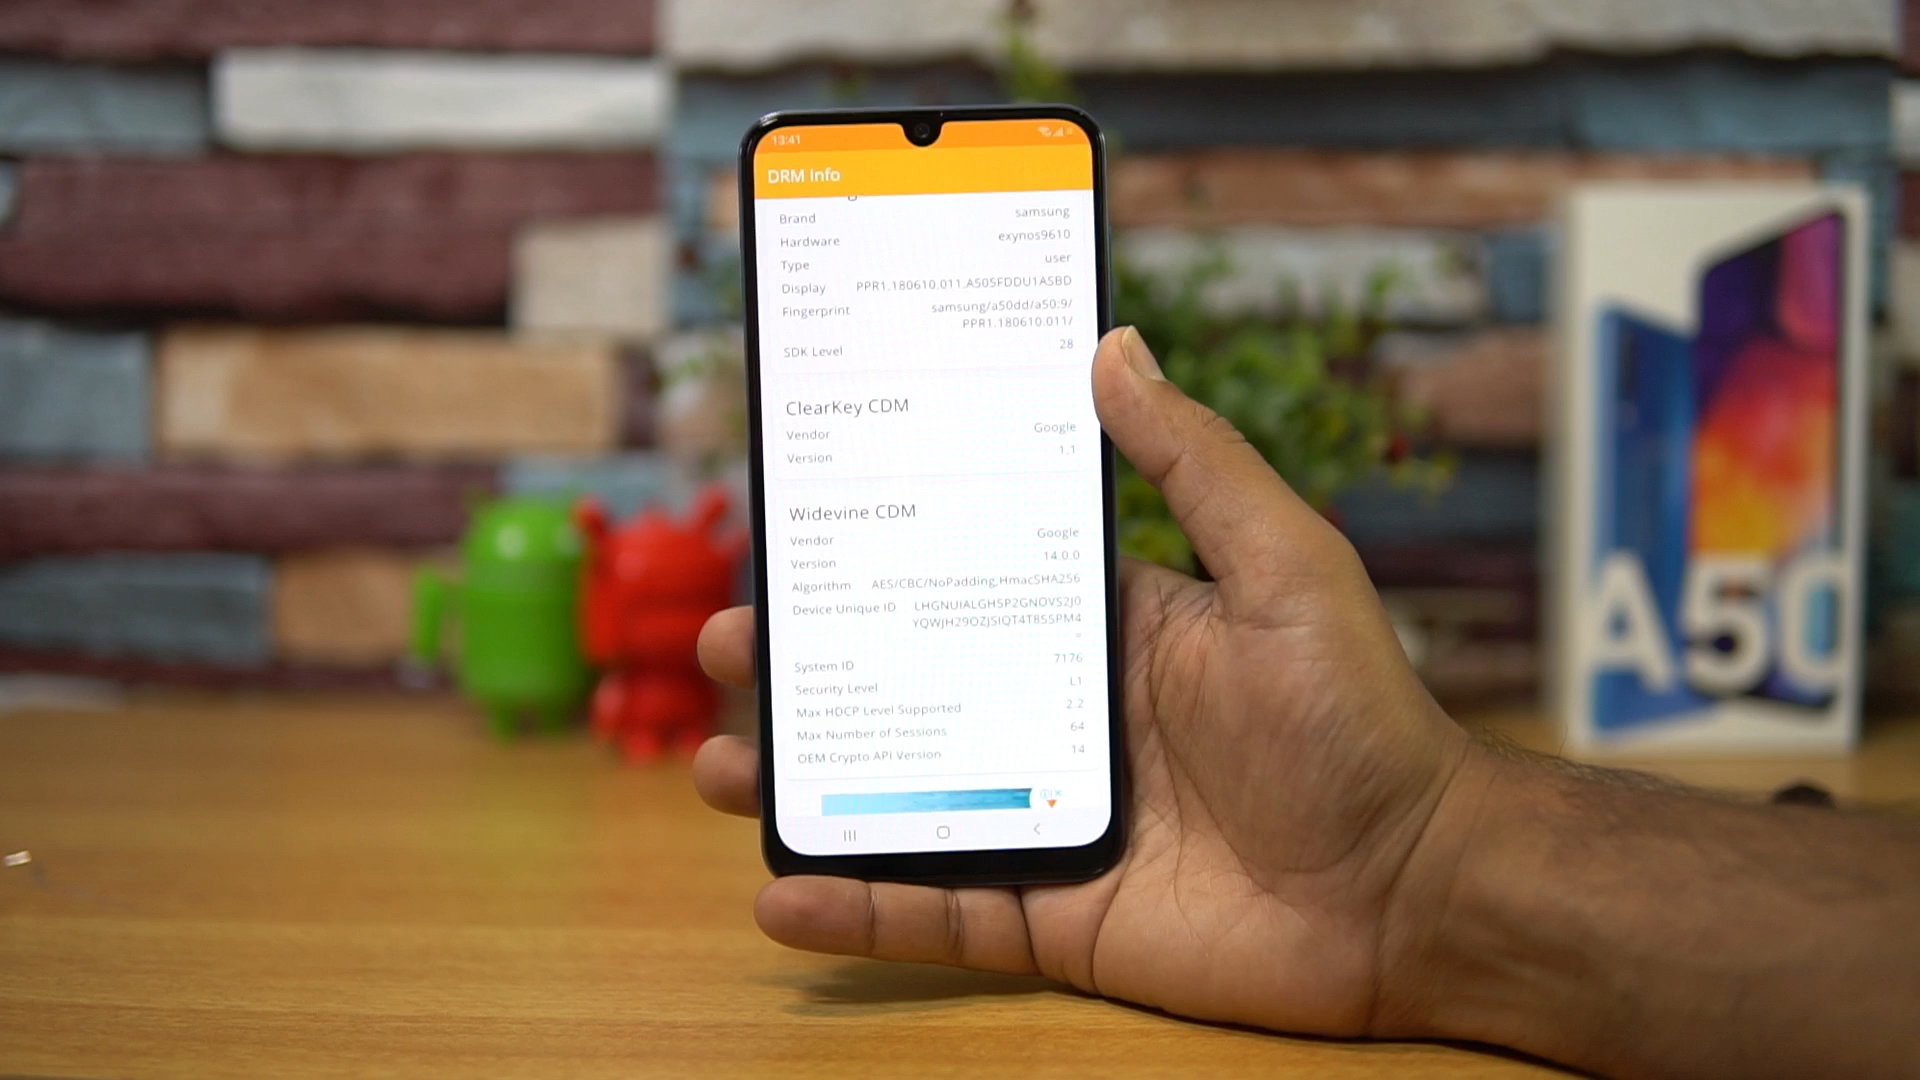 13:41
DRM Info
Brand samsung
Hardware exynos9610
Type user
Display PPR1.180610.011.A505FDDU1ASBD
Fingerprint samsung/a50dd/a50:9/
PPR1.180610.011/
SDK Level 28
ClearKey CDM
Vendor Google
Version 1.1
Widevine CDM
Vendor Google
Version 14.0.0
Algorithm AES/CBC/NoPadding,HmacSHA256
Device Unique ID LHGNUIALGHSP2GNOVS2J0
YQWJH29OZJSIQT4T855PM4
=
System ID 7176
Security Level L1
Max HDCP Level Supported 2.2
Max Number of Sessions 64
OEM Crypto API Version 14
A50